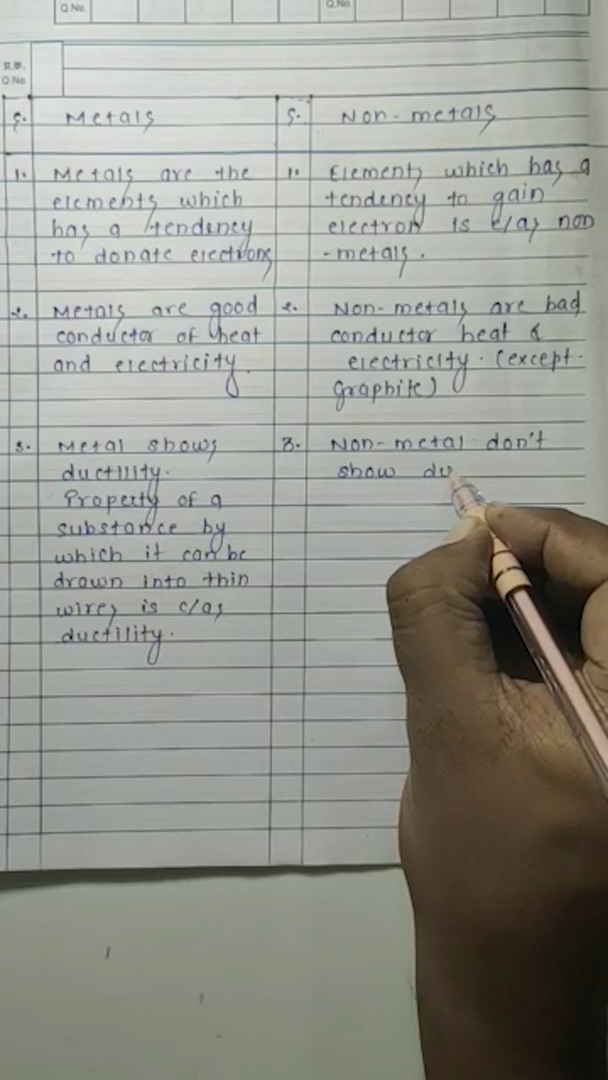 Q.No.
Q.No.
प्र.क्र.
Q.No.
Metals
Non-metals
1. Metals are the
elements which
has a tendency
to donate electrons
1. Elements which has a
tendency to gain
electron is c/as non
-metals.
2. Metals are good
conductor of heat
and electricity.
2. Non-metals are bad
conductor heat &
electricity. (except-
Graphite)
3. Metal shows
ductility.
Property of a
substance by
which it can be
drawn into thin
wires is c/as
ductility.
3. Non-metal don't
show du